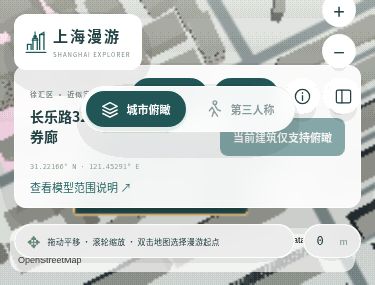 上海漫游
SHANGHAI EXPLORER
徐汇区 · 近似
城市俯瞰
第三人称
长乐路3
券廊
当前建筑仅支持俯瞰
31.22166° N · 121.45291° E
查看模型范围说明 ↗
拖动平移 · 滚轮缩放 · 双击地图选择漫游起点
0 m
OpenStreetMap